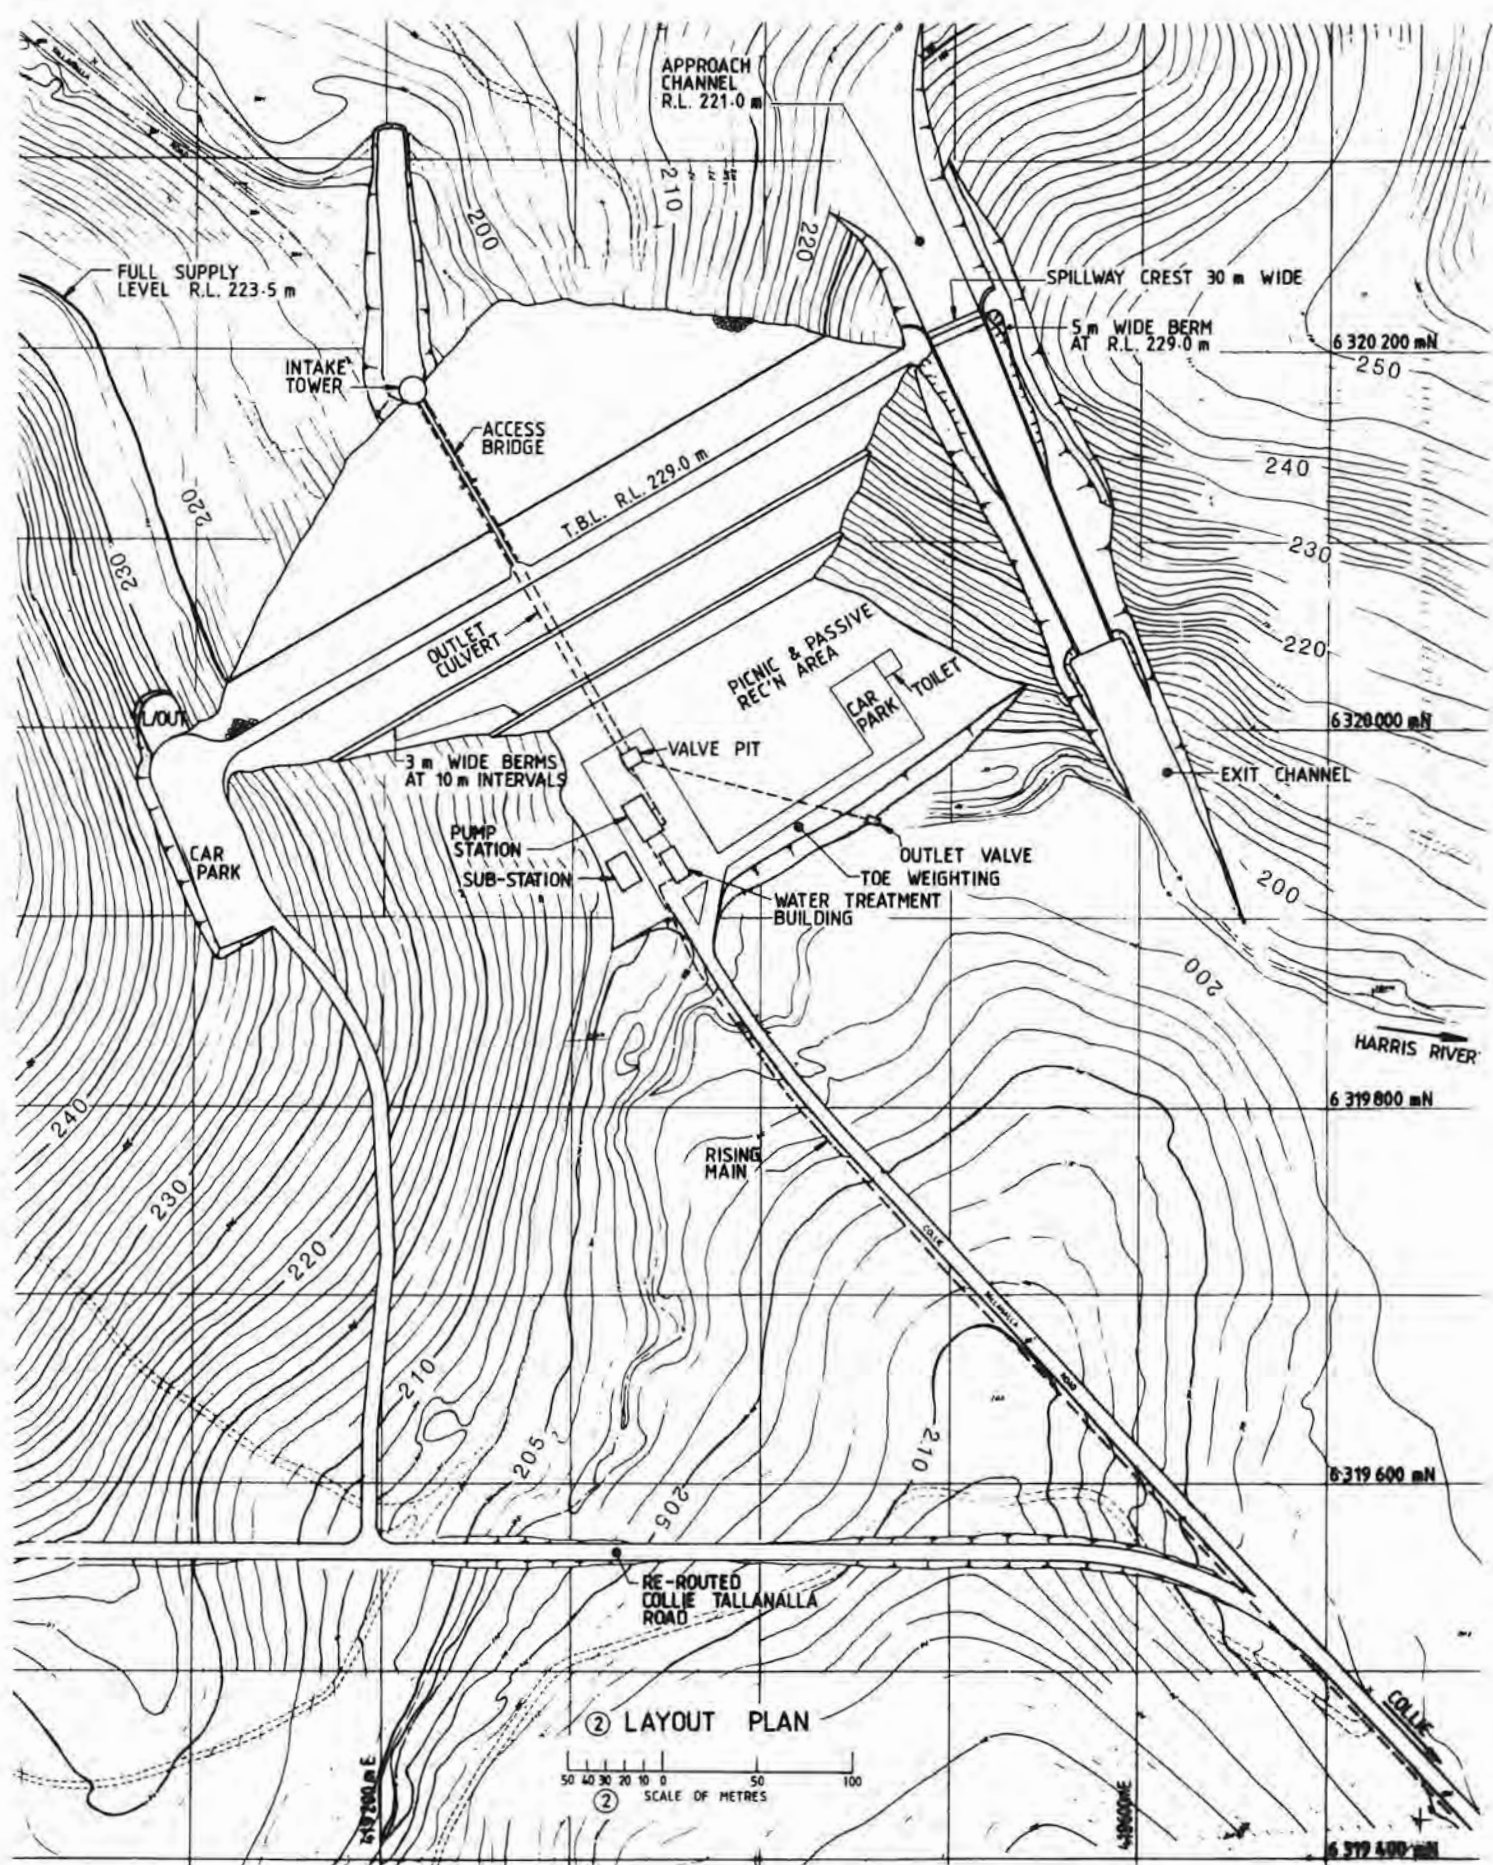 TALLANALLA
ROAD
APPROACH
CHANNEL
R.L. 221.0 m
210
200
220
FULL SUPPLY
LEVEL R.L. 223.5 m
SPILLWAY CREST 30 m WIDE
5 m WIDE BERM
AT R.L. 229.0 m
6 320 200 mN
250
INTAKE
TOWER
ACCESS
BRIDGE
T.B.L. R.L. 229.0 m
240
220
230
230
OUTLET
CULVERT
PICNIC & PASSIVE
REC'N AREA
220
TOILET
CAR
PARK
L/OUT
6 320 000 mN
VALVE PIT
3 m WIDE BERMS
AT 10 m INTERVALS
EXIT CHANNEL
PUMP
STATION
CAR
PARK
SUB-STATION
OUTLET VALVE
TOE WEIGHTING
WATER TREATMENT
BUILDING
200
200
HARRIS RIVER
6 319 800 mN
240
RISING
MAIN
230
220
COLLIE
TALLANALLA
ROAD
210
205
210
205
6 319 600 mN
RE-ROUTED
COLLIE TALLANALLA
ROAD
COLLIE
2 LAYOUT PLAN
50 40 30 20 10 0 50 100
2 SCALE OF METRES
419200 m E
419600mE
6 319 400 mN